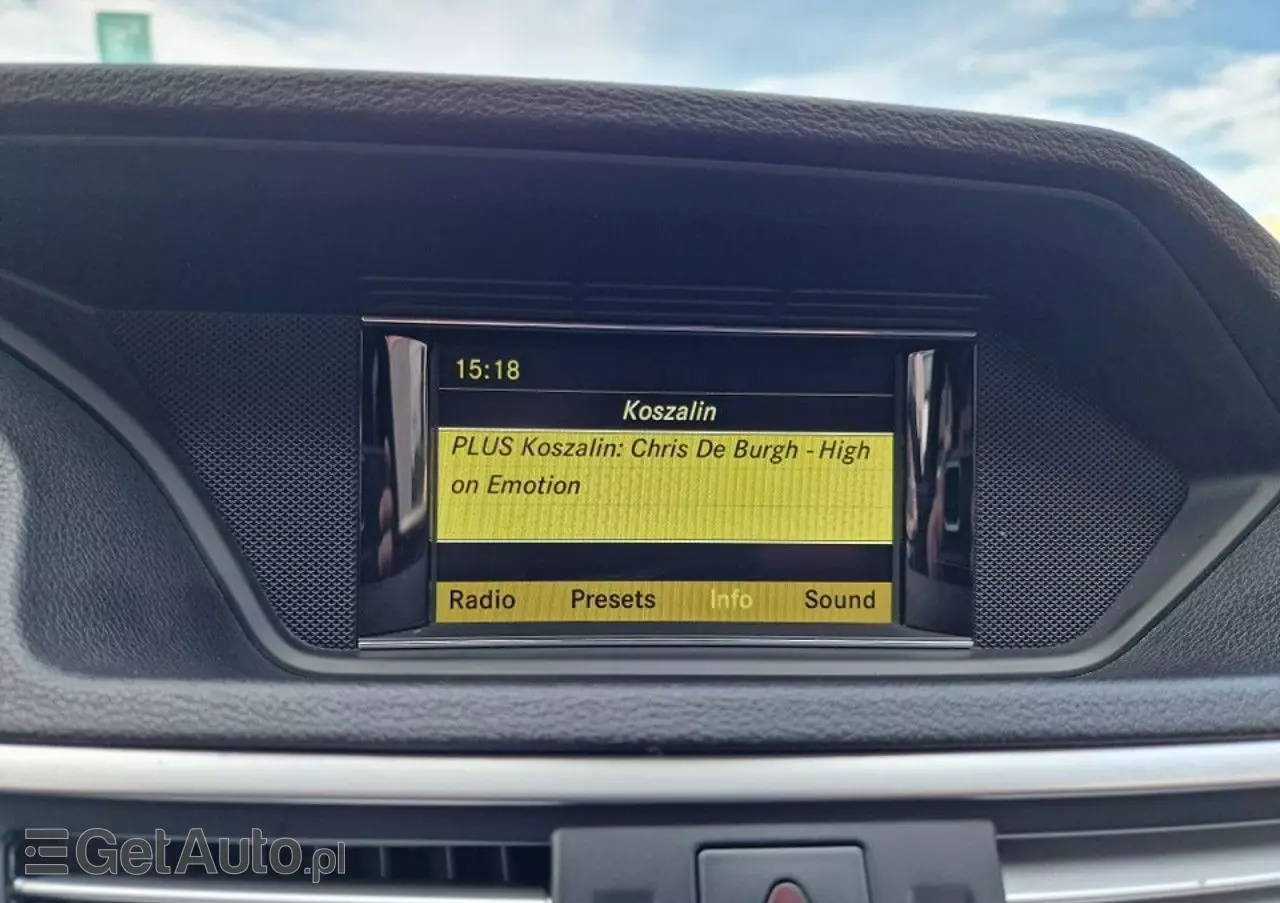 15:18
Koszalin
PLUS Koszalin: Chris De Burgh - High
on Emotion
Radio Presets Info Sound
GetAuto.pl